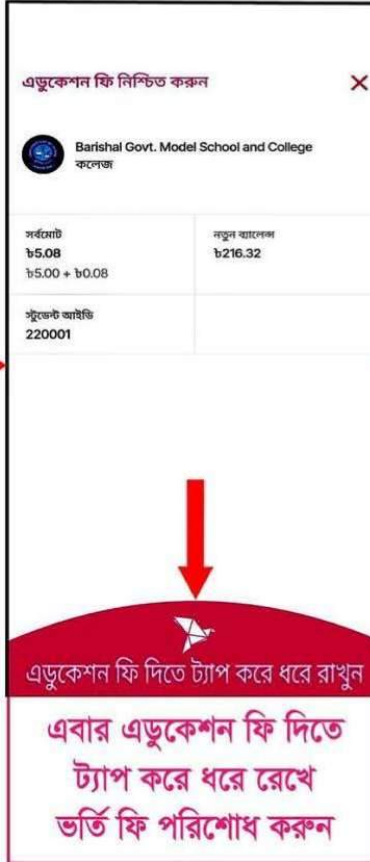 এডুকেশন ফি নিশ্চিত করুন
Barishal Govt. Model School and College
কলেজ
সর্বমোট
৳5.08
৳5.00 + ৳0.08
নতুন ব্যালেন্স
৳216.32
স্টুডেন্ট আইডি
220001
এডুকেশন ফি দিতে ট্যাপ করে ধরে রাখুন
এবার এডুকেশন ফি দিতে
ট্যাপ করে ধরে রেখে
ভর্তি ফি পরিশোধ করুন